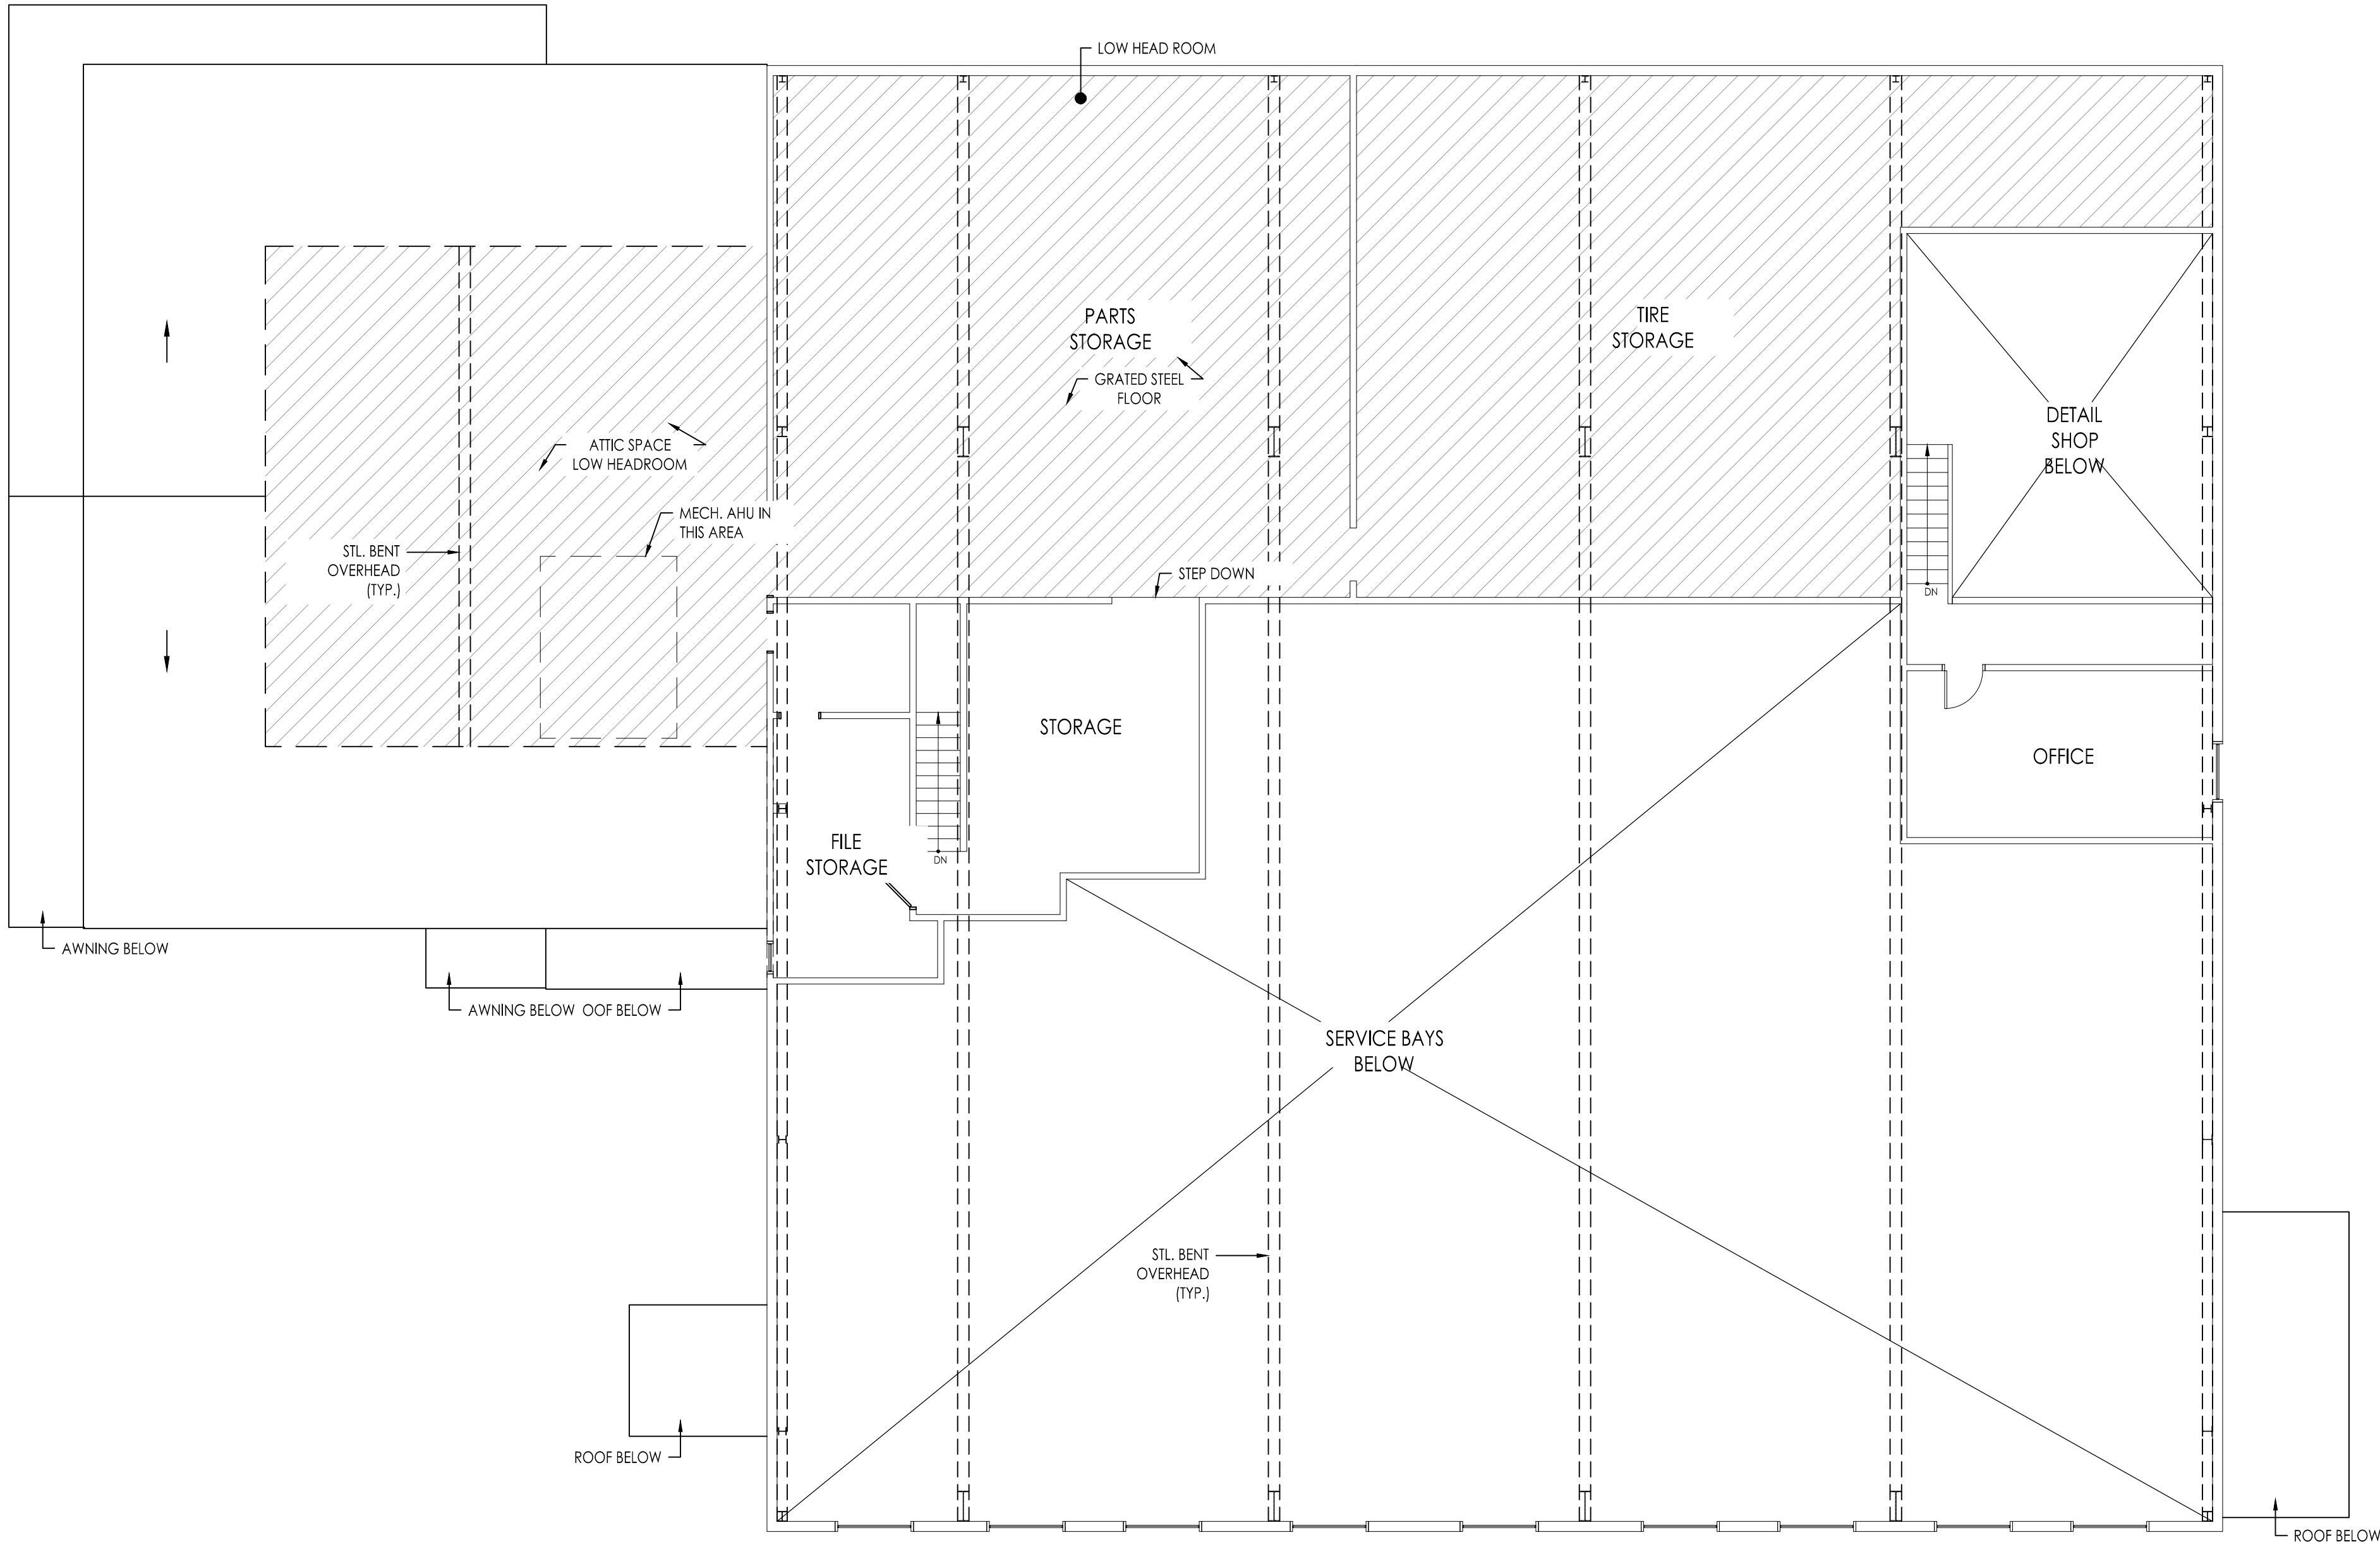 LOW HEAD ROOM
PARTS
STORAGE
GRATED STEEL
FLOOR
TIRE
STORAGE
DETAIL
SHOP
BELOW
ATTIC SPACE
LOW HEADROOM
MECH. AHU IN
THIS AREA
STL. BENT
OVERHEAD
(TYP.)
STEP DOWN
DN
STORAGE
OFFICE
FILE
STORAGE
DN
AWNING BELOW
AWNING BELOW
OOF BELOW
SERVICE BAYS
BELOW
STL. BENT
OVERHEAD
(TYP.)
ROOF BELOW
ROOF BELOW